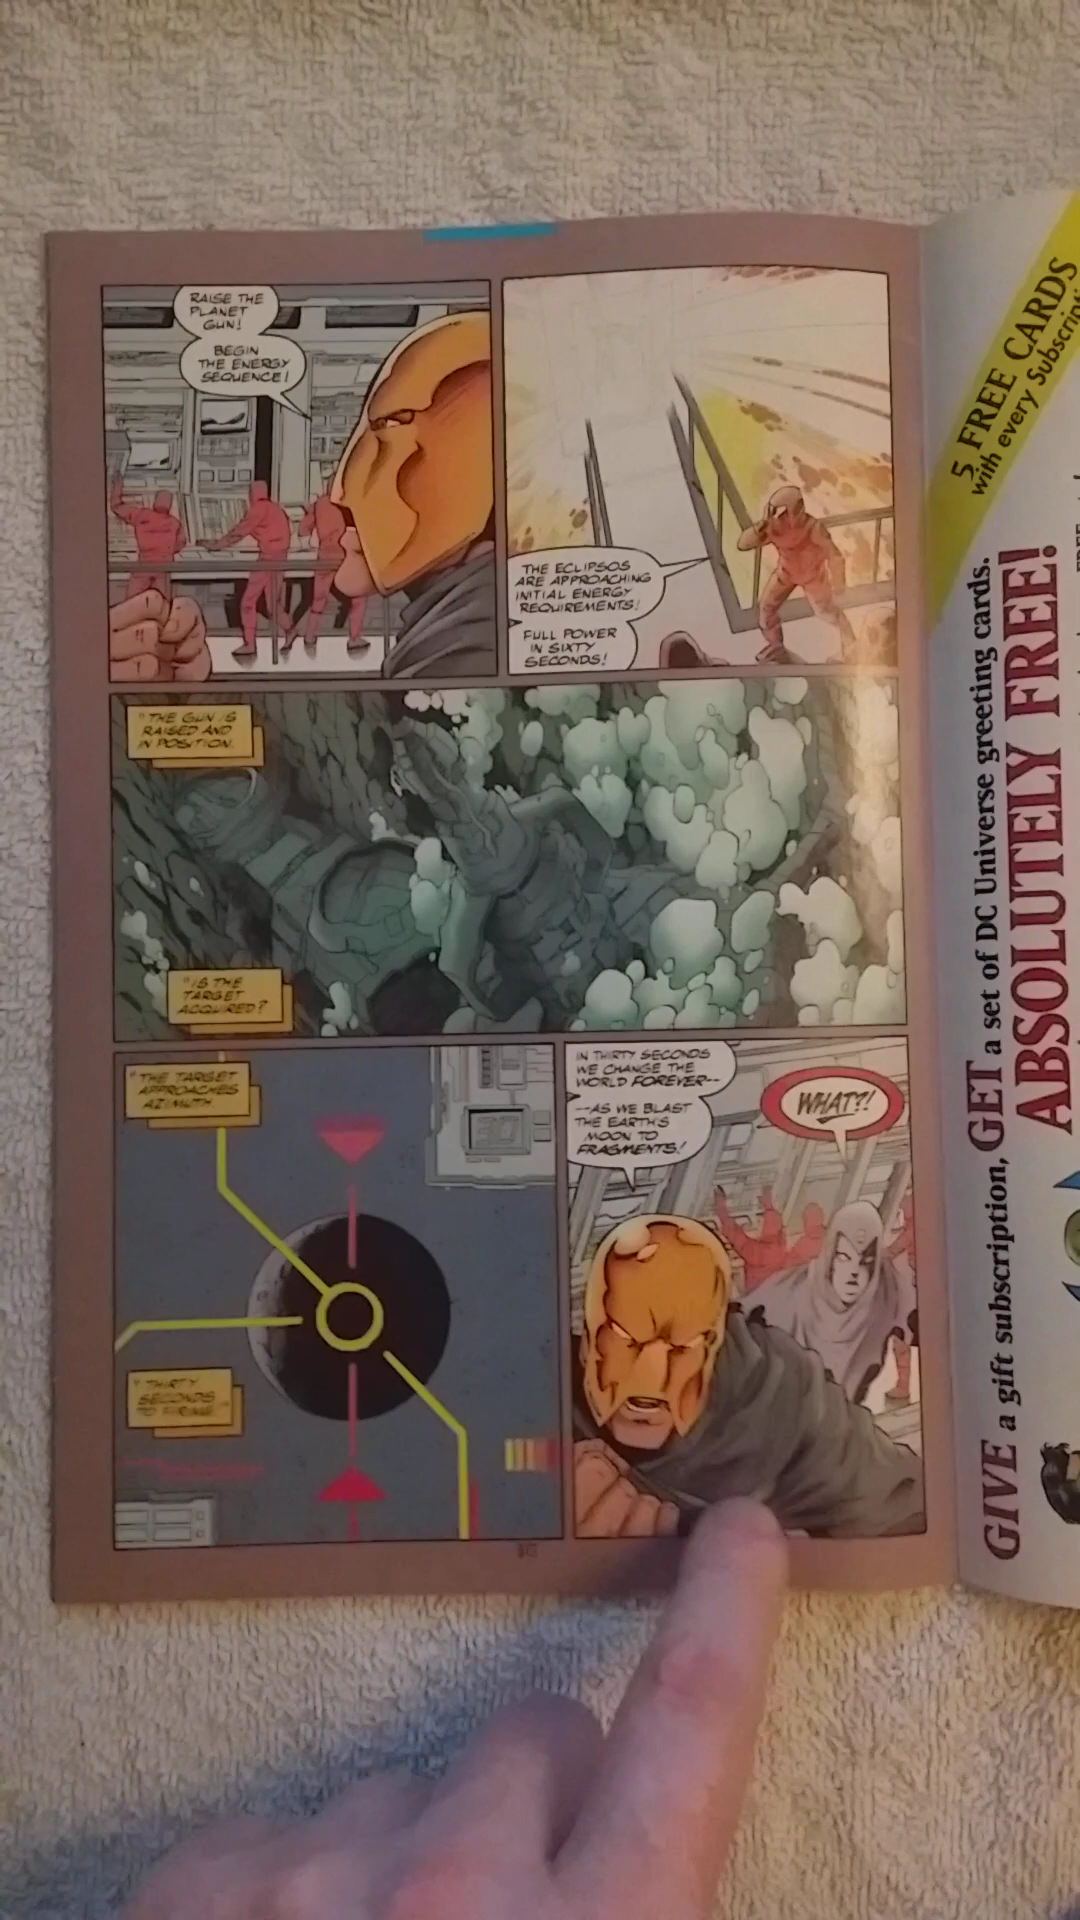 RAISE THE
PLANET
GUN!
BEGIN
THE ENERGY
SEQUENCE!
THE ECLIPSOS
ARE APPROACHING
INITIAL ENERGY
REQUIREMENTS!
FULL POWER
IN SIXTY
SECONDS!
"THE GUN IS
RAISED AND
IN POSITION.
"IS THE
TARGET
ACQUIRED?
"THE TARGET
APPROACHES
AZIMUTH.
30
"THIRTY
SECONDS
TO FIRING."
IN THIRTY SECONDS
WE CHANGE THE
WORLD FOREVER--
--AS WE BLAST
THE EARTH'S
MOON TO
FRAGMENTS!
WHAT?!
5 FREE CARDS
with every
GIVE a gift subscription, GET a set of DC Universe greeting cards.
ABSOLUTELY FREE!